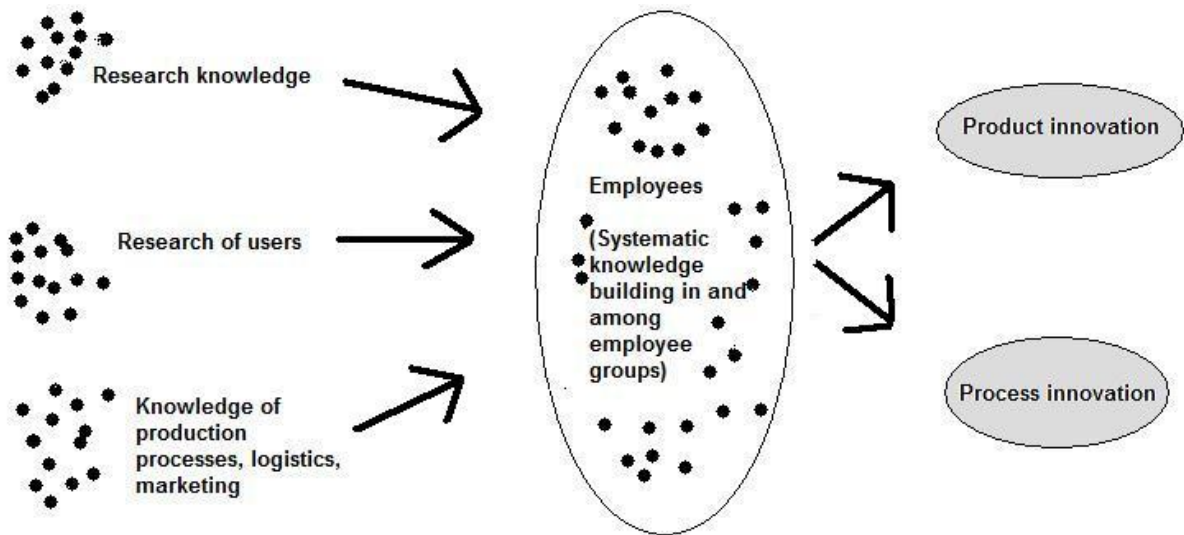 Research knowledge
Research of users
Knowledge of
production
processes, logistics,
marketing
Employees
(Systematic
knowledge
building in and
among
employee
groups)
Product innovation
Process innovation